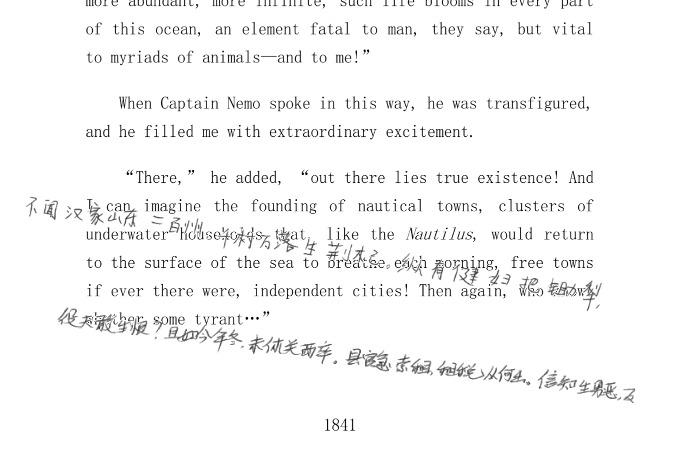 more abundant, more infinite, such life blooms in every part
of this ocean, an element fatal to man, they say, but vital
to myriads of animals—and to me!”
When Captain Nemo spoke in this way, he was transfigured,
and he filled me with extraordinary excitement.
“There,” he added, “out there lies true existence! And
I can imagine the founding of nautical towns, clusters of
underwater households that, like the Nautilus, would return
to the surface of the sea to breathe each morning, free towns
if ever there were, independent cities! Then again, who knows
whether some tyrant…”
不闻汉家山东二百州千村万落生荆杞。纵有健妇把锄犁,
役夫敢申恨?且如今年冬,未休关西卒。县官急索租,租税从何出。信知生男恶,反
1841